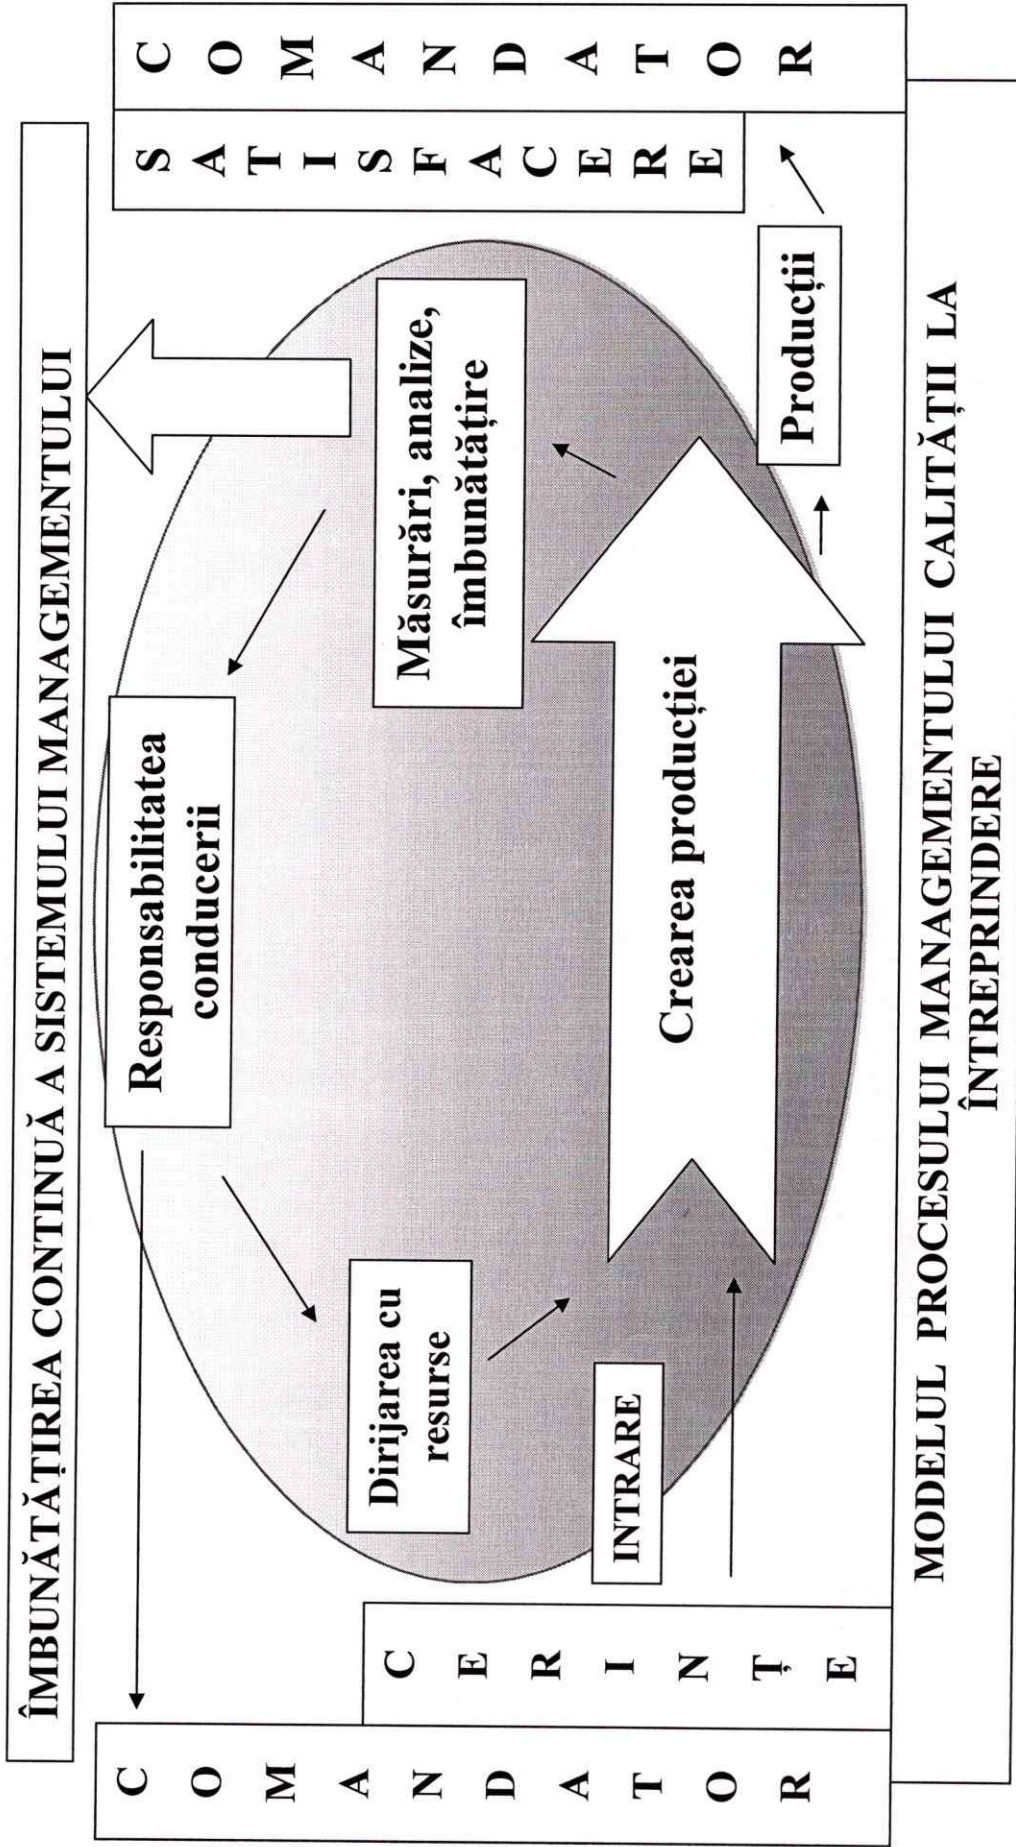 ÎMBUNĂTĂȚIREA CONTINUĂ A SISTEMULUI MANAGEMENTULUI
COMANDATOR
CERINȚE
Responsabilitatea
conducerii
Dirijarea cu
resurse
Măsurări, analize,
îmbunătățire
INTRARE
Crearea producției
Producții
SATISFACERE
COMANDATOR
MODELUL PROCESULUI MANAGEMENTULUI CALITĂȚII LA
ÎNTREPRINDERE